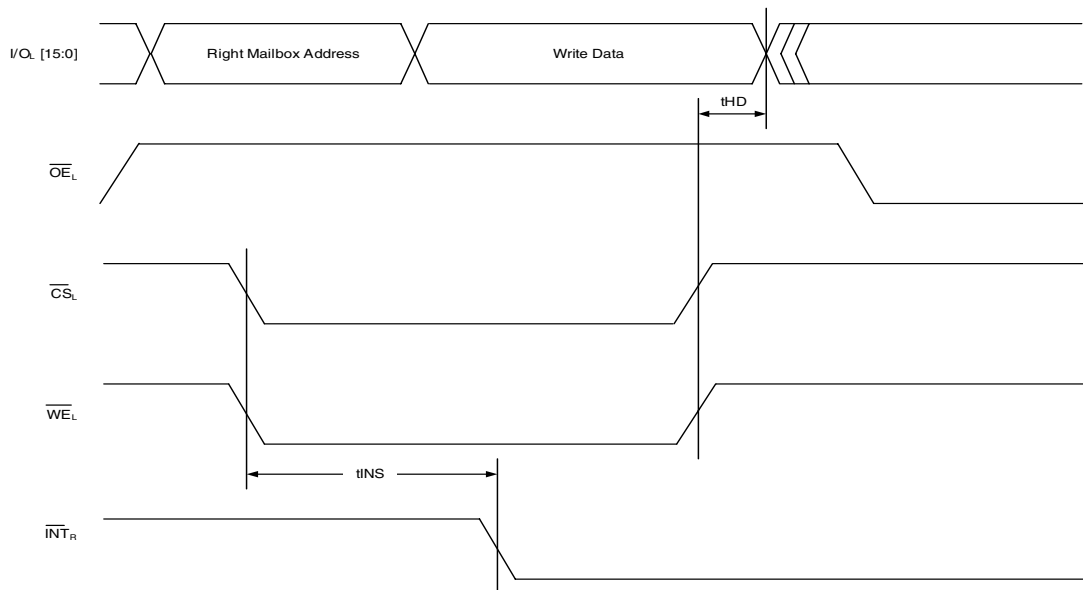 I/OL [15:0] Right Mailbox Address Write Data
tHD
OEL
CSL
WEL
tINS
INTR